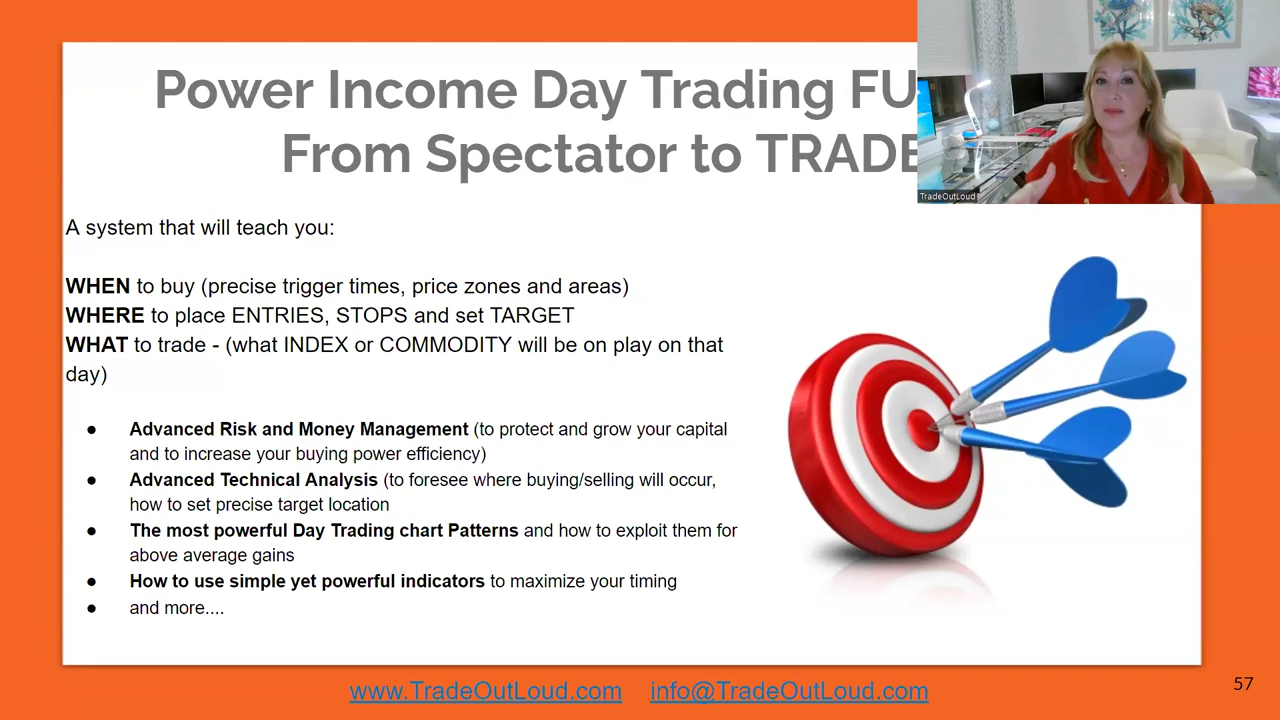 Power Income Day Trading FU
From Spectator to TRADE
TradeOutLoud
A system that will teach you:
WHEN to buy (precise trigger times, price zones and areas)
WHERE to place ENTRIES, STOPS and set TARGET
WHAT to trade - (what INDEX or COMMODITY will be on play on that
day)
● Advanced Risk and Money Management (to protect and grow your capital
and to increase your buying power efficiency)
● Advanced Technical Analysis (to foresee where buying/selling will occur,
how to set precise target location
● The most powerful Day Trading chart Patterns and how to exploit them for
above average gains
● How to use simple yet powerful indicators to maximize your timing
● and more....
www.TradeOutLoud.com info@TradeOutLoud.com
57